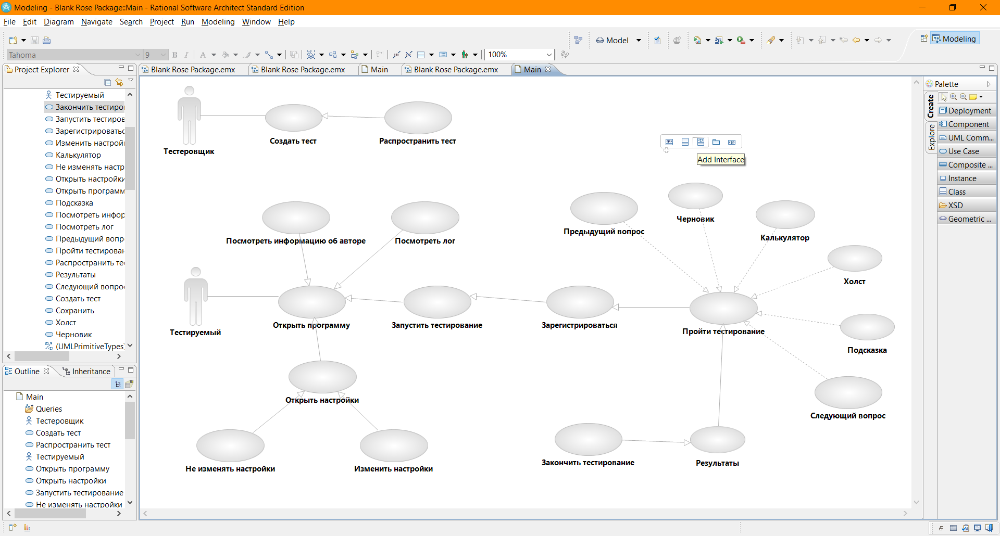 Modeling - Blank Rose Package::Main - Rational Software Architect Standard Edition
File Edit Diagram Navigate Search Project Run Modeling Window Help
Model
Modeling
Tahoma 9 B I A 100%
Project Explorer
Blank Rose Package.emx Blank Rose Package.emx Main Blank Rose Package.emx Main
Тестируемый
Закончить тестиро
Запустить тестиров
Зарегистрироватьс
Изменить настройк
Калькулятор
Не изменять настр
Открыть настройки
Открыть программ
Подсказка
Посмотреть инфор
Посмотреть лог
Предыдущий вопр
Пройти тестирован
Распространить те
Результаты
Следующий вопро
Создать тест
Сохранить
Холст
Черновик
(UMLPrimitiveTypes)
Outline Inheritance
Main
Queries
Тестеровщик
Создать тест
Распространить тест
Тестируемый
Открыть программу
Открыть настройки
Запустить тестирование
Не изменять настройки
Тестеровщик
Создать тест
Распространить тест
Add Interface
Посмотреть информацию об авторе
Посмотреть лог
Предыдущий вопрос
Черновик
Калькулятор
Холст
Тестируемый
Открыть программу
Запустить тестирование
Зарегистрироваться
Пройти тестирование
Подсказка
Открыть настройки
Следующий вопрос
Не изменять настройки
Изменить настройки
Закончить тестирование
Результаты
Palette
Create
Explore
Deployment
Component
UML Comm...
Use Case
Composite ...
Instance
Class
XSD
Geometric ...